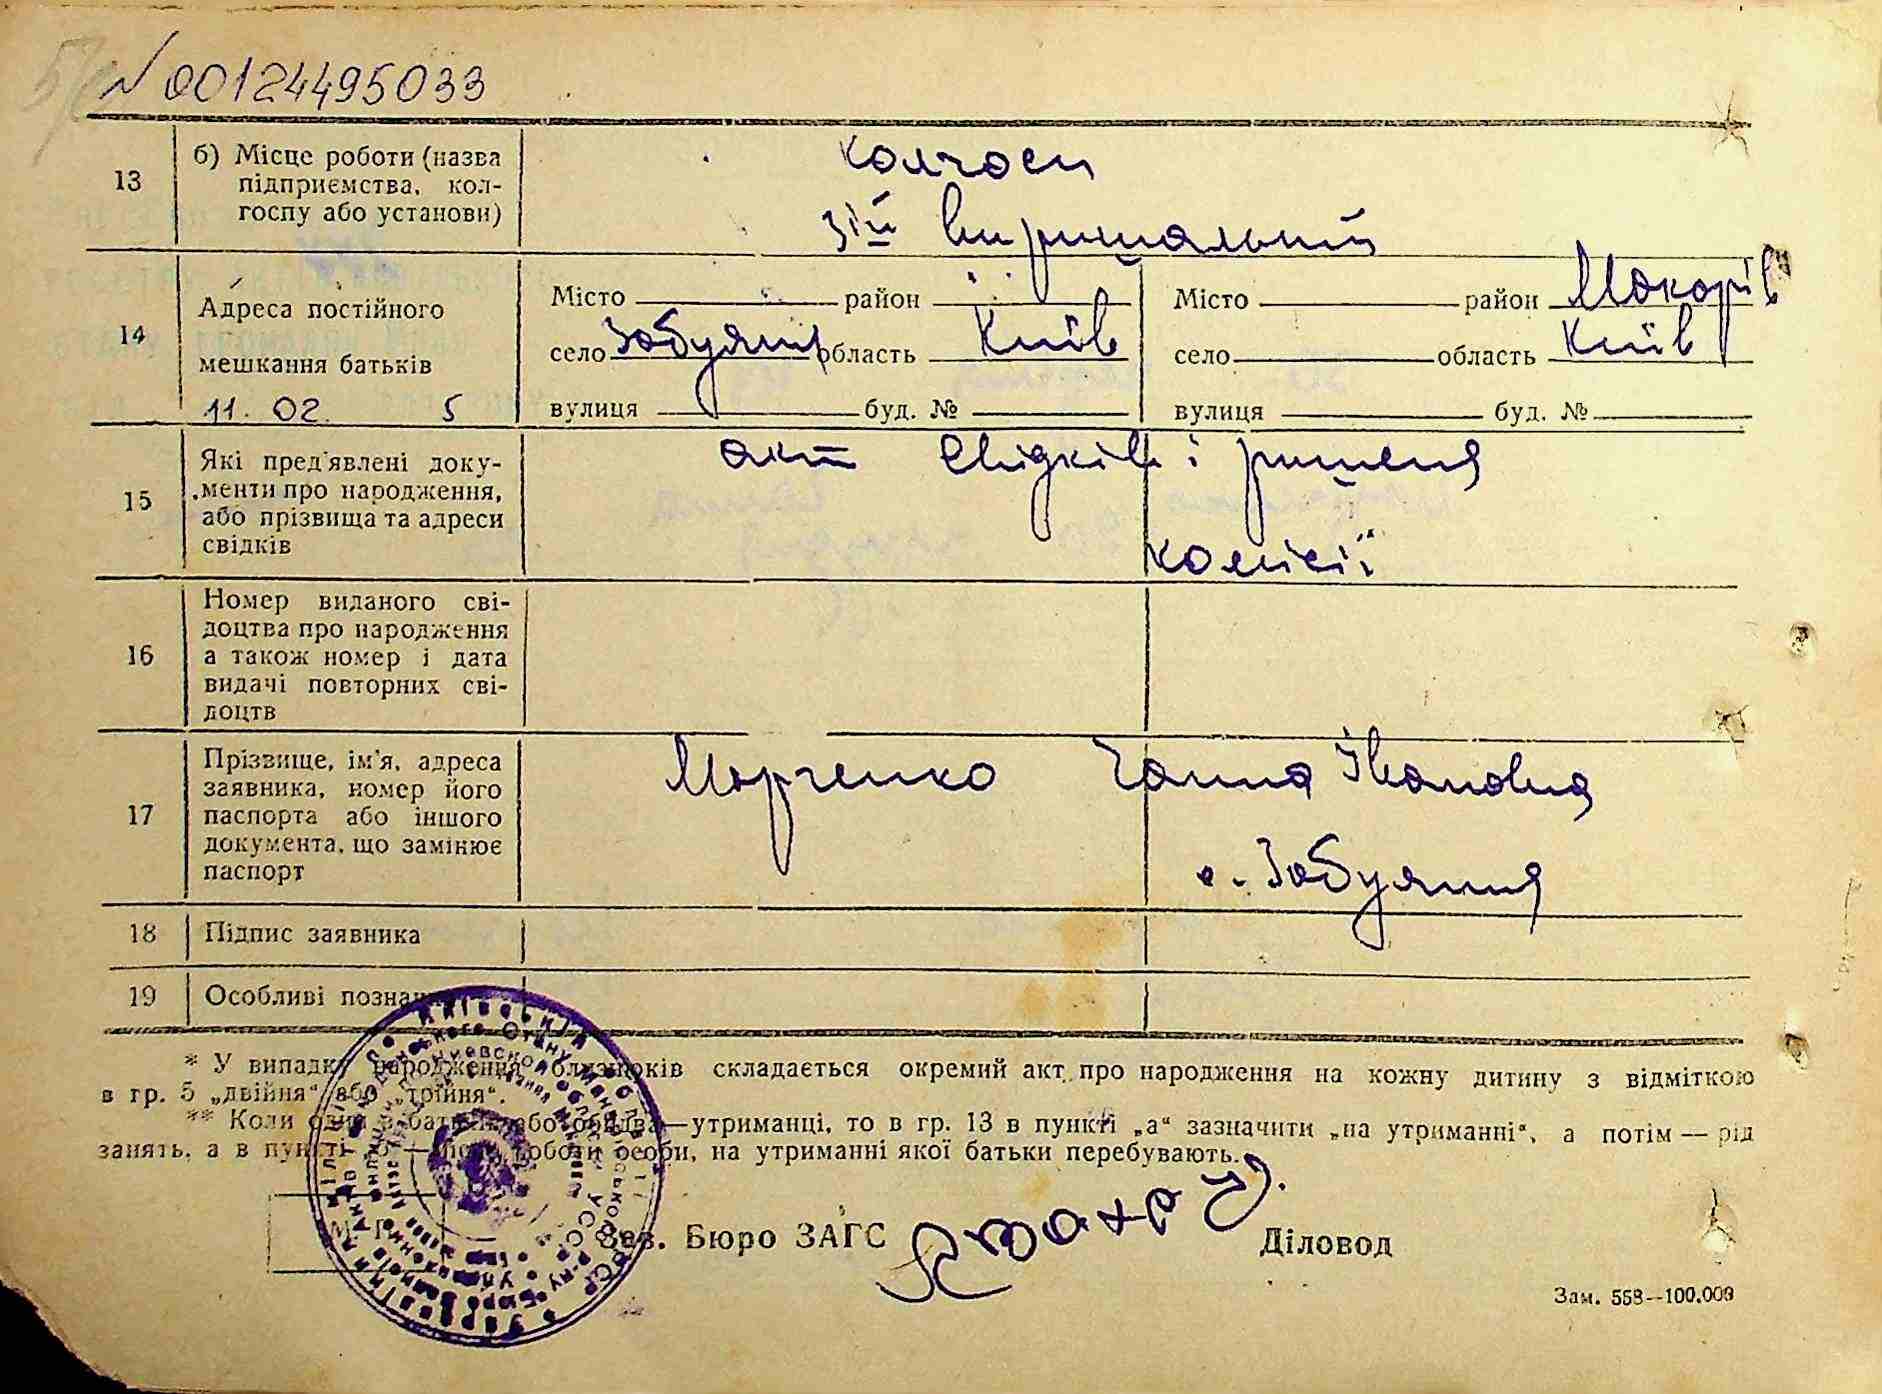 N 00124495033
13 б) Місце роботи (назва
підприємства, кол-
госпу або установи)
колгосп
3ій вирішальний
14 Адреса постійного
мешкання батьків
11. 02. 5
Місто район
село Забуяння область Київ
вулиця буд. №
Місто район Макарів
село область Київ
вулиця буд. №
15 Які пред'явлені доку-
менти про народження,
або прізвища та адреси
свідків
акт свідків і рішення
комісії
16 Номер виданого сві-
доцтва про народження
а також номер і дата
видачі повторних сві-
доцтв
17 Прізвище, ім'я, адреса
заявника, номер його
паспорта або іншого
документа, що замінює
паспорт
Марченко Ганна Івановна
с. Забуяння
18 Підпис заявника
19 Особливі познач
* У випадку народження близнюків складається окремий акт про народження на кожну дитину з відміткою
в гр. 5 „двійня“ або „трійня“.
** Коли один з батьків або обидва—утриманці, то в гр. 13 в пункті „а“ зазначити „на утриманні“, а потім — рід
занять, а в пункті „б“ — місце роботи особи, на утриманні якої батьки перебувають.
Зав. Бюро ЗАГС
Діловод
Зам. 558—100.000